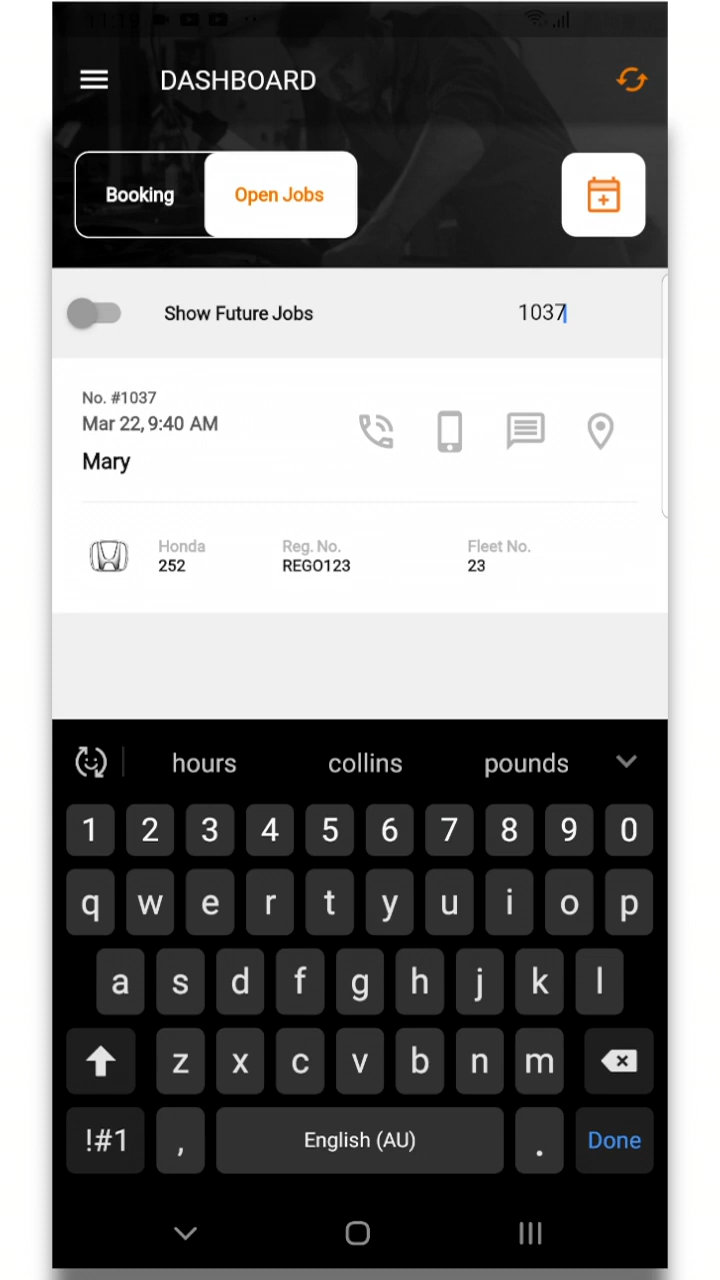 DASHBOARD
Booking Open Jobs
Show Future Jobs 1037
No. #1037
Mar 22, 9:40 AM
Mary
Honda Reg. No. Fleet No.
252 REGO123 23
hours collins pounds
1 2 3 4 5 6 7 8 9 0
q w e r t y u i o p
a s d f g h j k l
z x c v b n m
!#1 , English (AU) . Done